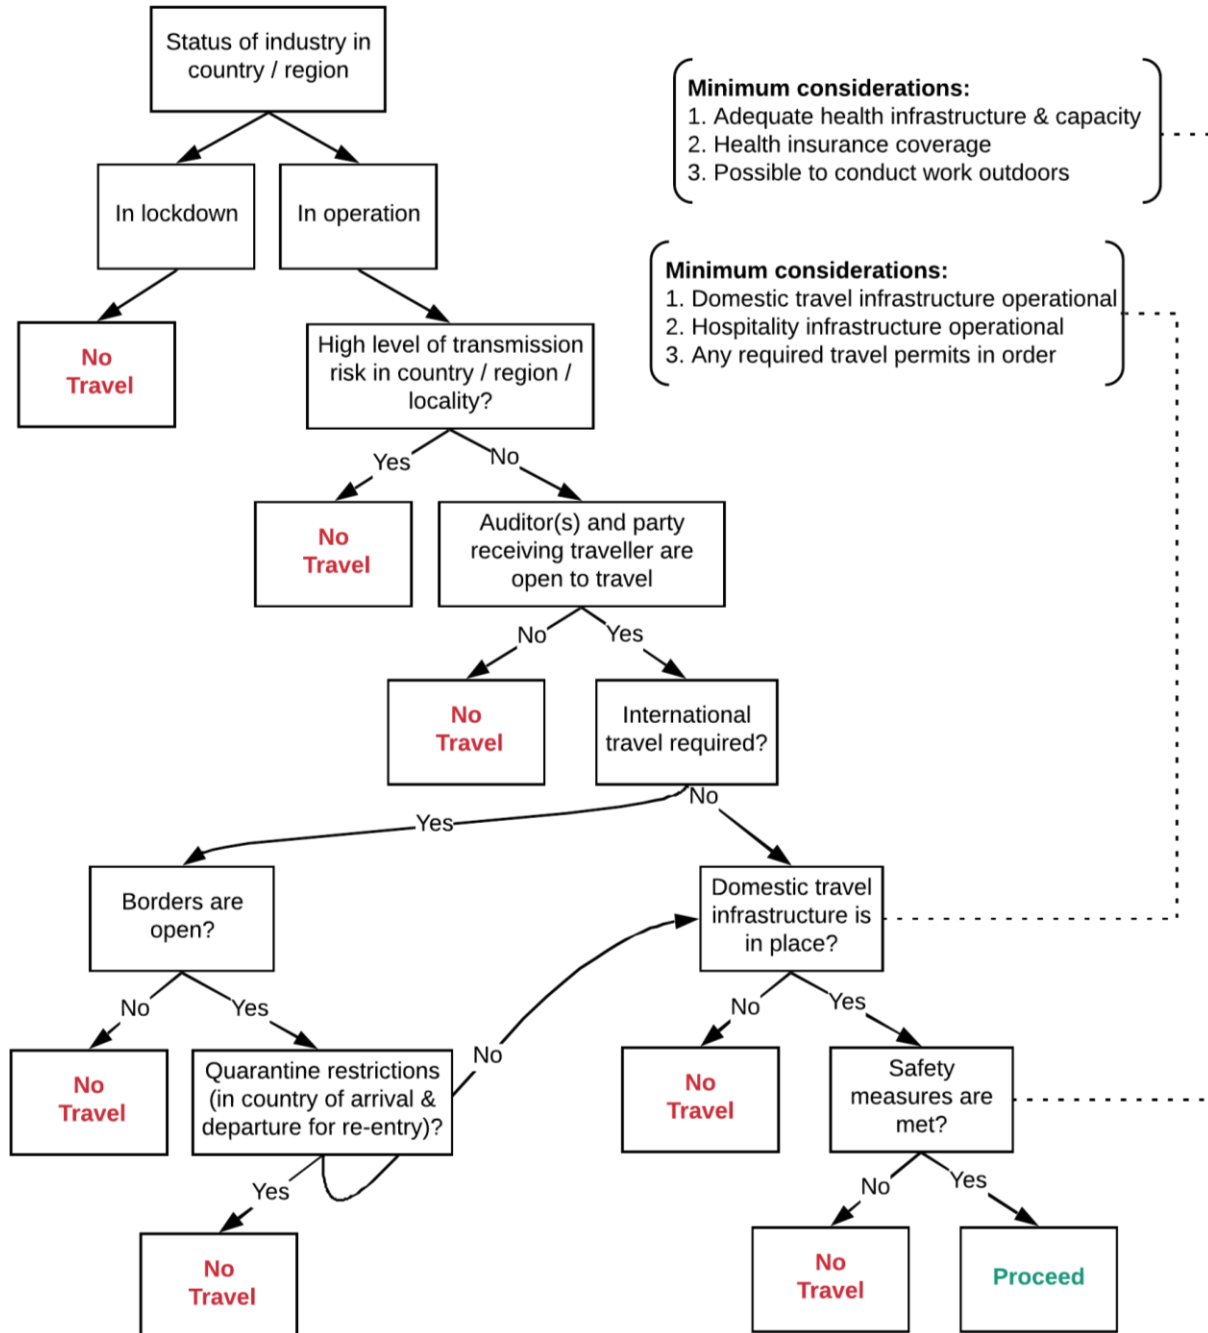 Status of industry in
country / region
Minimum considerations:
1. Adequate health infrastructure & capacity
2. Health insurance coverage
3. Possible to conduct work outdoors
In lockdown
In operation
Minimum considerations:
1. Domestic travel infrastructure operational
2. Hospitality infrastructure operational
3. Any required travel permits in order
No
Travel
High level of transmission
risk in country / region /
locality?
Yes
No
No
Travel
Auditor(s) and party
receiving traveller are
open to travel
No
Yes
No
Travel
International
travel required?
Yes
No
Borders are
open?
Domestic travel
infrastructure is
in place?
No
Yes
No
Travel
Quarantine restrictions
(in country of arrival &
departure for re-entry)?
No
Yes
No
Travel
No
Yes
No
Travel
Safety
measures are
met?
No
Yes
No
Travel
Proceed